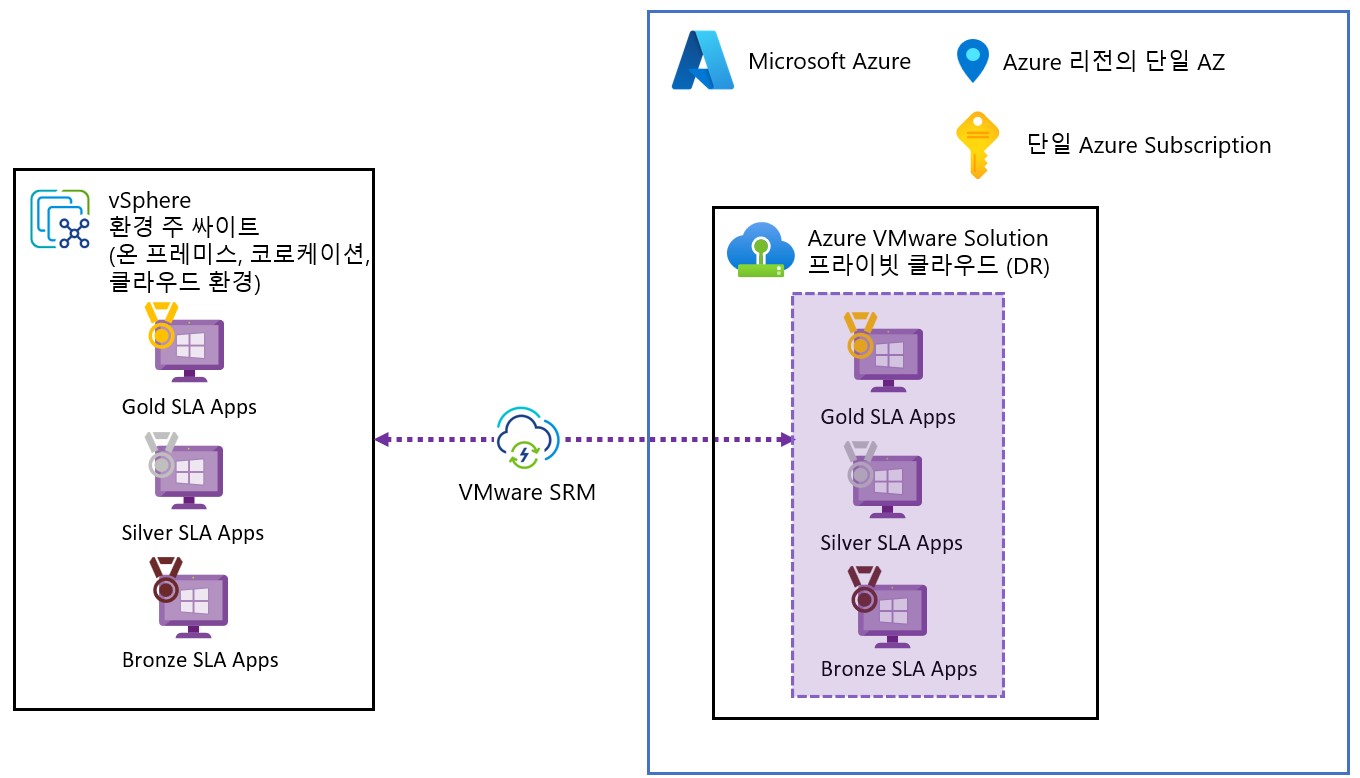 Microsoft Azure
Azure 리전의 단일 AZ
단일 Azure Subscription
vSphere
환경 주 싸이트
(온 프레미스, 코로케이션,
클라우드 환경)
Gold SLA Apps
Silver SLA Apps
Bronze SLA Apps
VMware SRM
Azure VMware Solution
프라이빗 클라우드 (DR)
Gold SLA Apps
Silver SLA Apps
Bronze SLA Apps